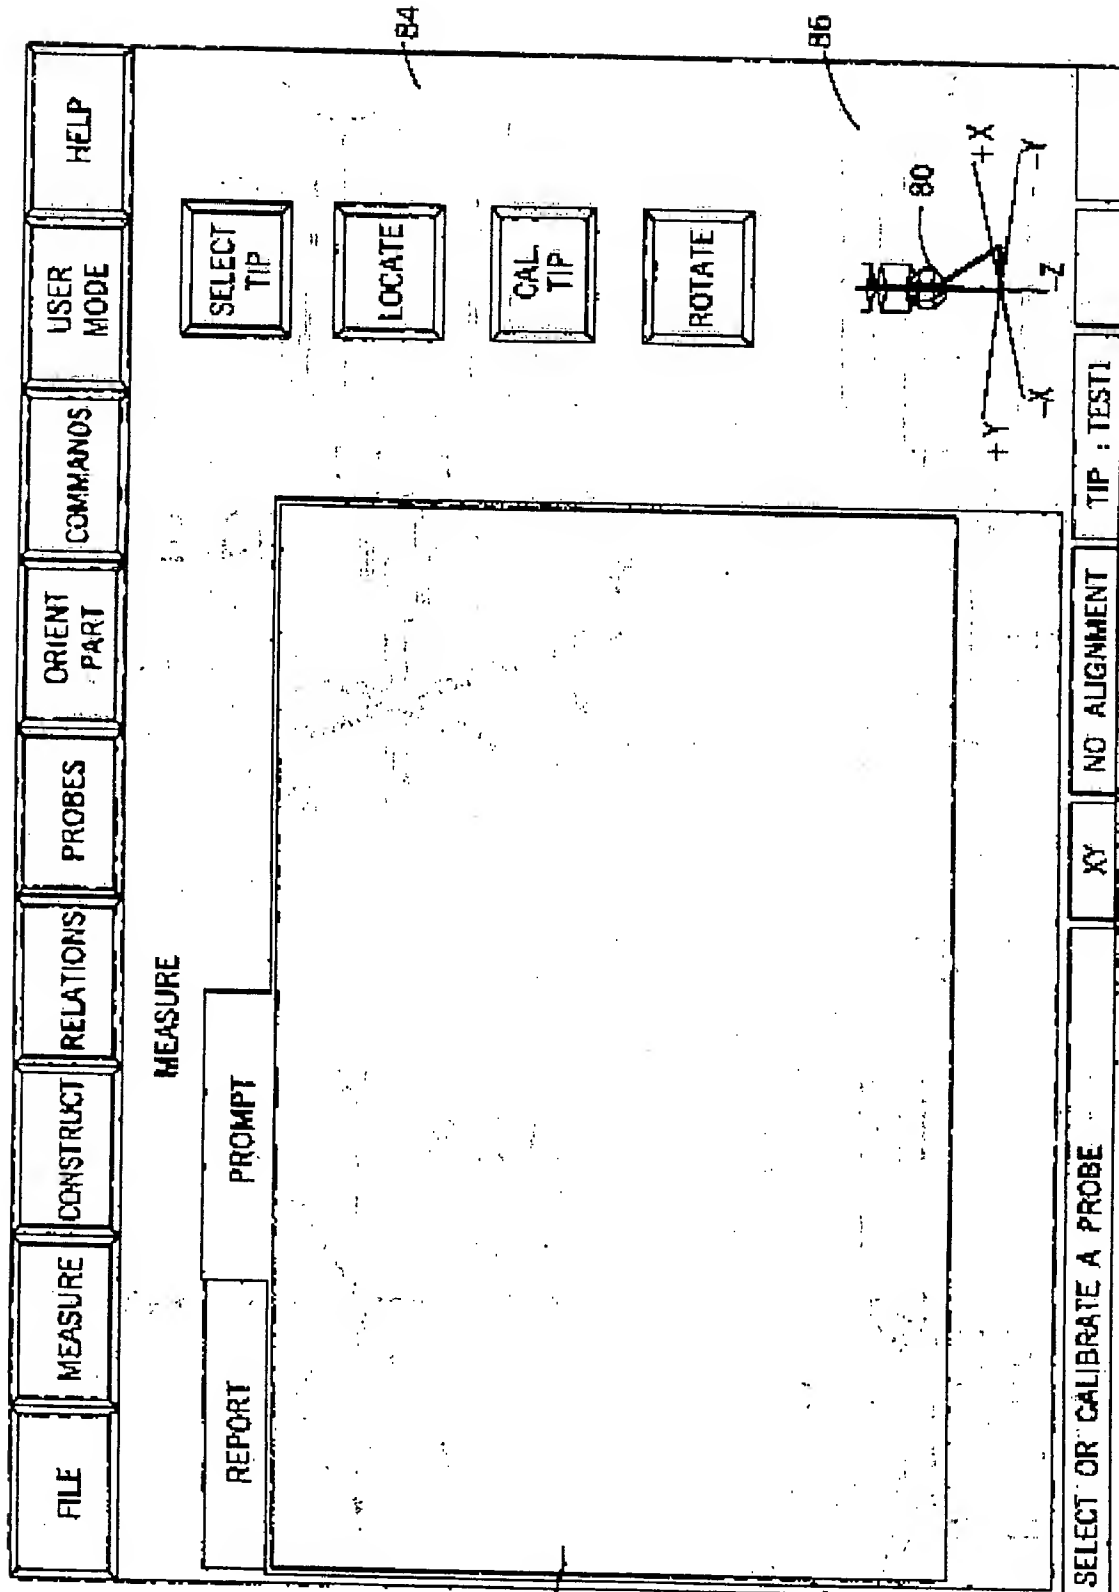 FILE
MEASURE
CONSTRUCT
RELATIONS
PROBES
ORIENT
PART
COMMANDS
USER
MODE
HELP
MEASURE
REPORT
PROMPT
SELECT
TIP
LOCATE
CAL.
TIP
ROTATE
84
86
80
+X
-Y
-Z
-X
+Y
SELECT OR CALIBRATE A PROBE
XY
NO ALIGNMENT
TIP : TEST1